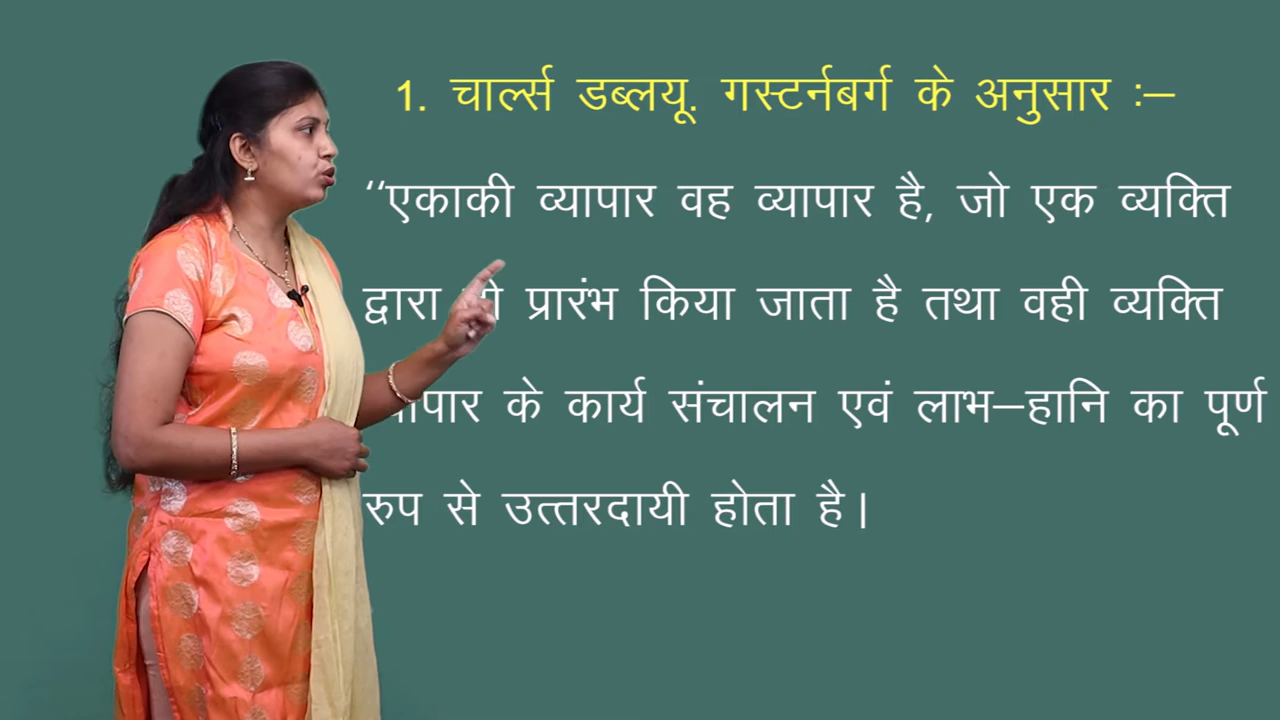 1. चार्ल्स डब्लयू. गस्टर्नबर्ग के अनुसार :–
‘‘एकाकी व्यापार वह व्यापार है, जो एक व्यक्ति
द्वारा प्रारंभ किया जाता है तथा वही व्यक्ति
के कार्य संचालन एवं लाभ–हानि का पूर्ण
रुप से उत्तरदायी होता है।